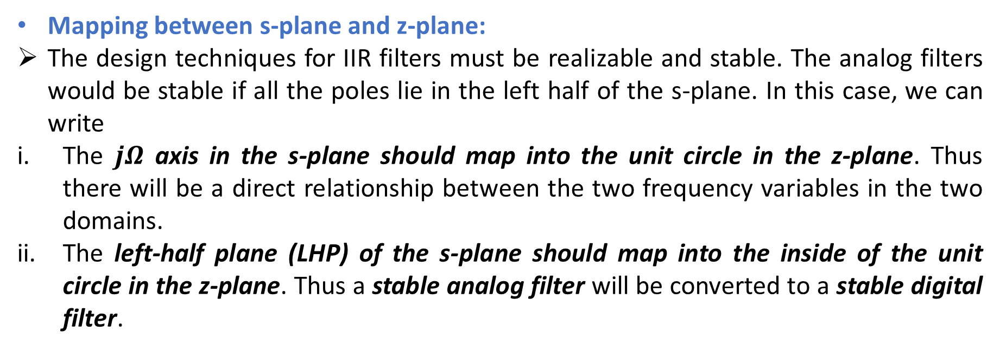 • Mapping between s-plane and z-plane:
➢ The design techniques for IIR filters must be realizable and stable. The analog filters
would be stable if all the poles lie in the left half of the s-plane. In this case, we can
write
i. The jΩ axis in the s-plane should map into the unit circle in the z-plane. Thus
there will be a direct relationship between the two frequency variables in the two
domains.
ii. The left-half plane (LHP) of the s-plane should map into the inside of the unit
circle in the z-plane. Thus a stable analog filter will be converted to a stable digital
filter.